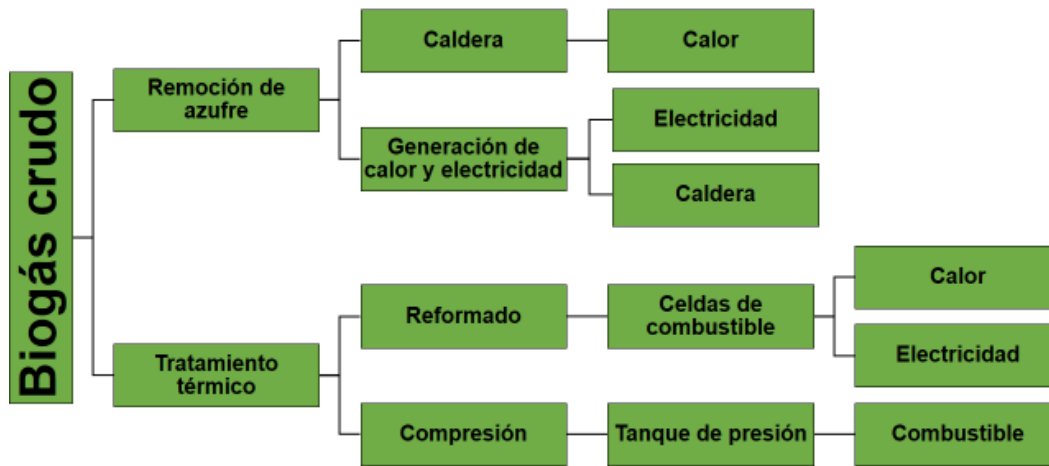 Biogás crudo
Remoción de
azufre
Caldera
Calor
Generación de
calor y electricidad
Electricidad
Caldera
Tratamiento
térmico
Reformado
Celdas de
combustible
Calor
Electricidad
Compresión
Tanque de presión
Combustible